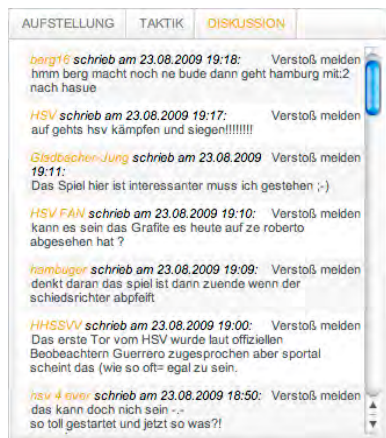 AUFSTELLUNG TAKTIK DISKUSSION
berg16 schrieb am 23.08.2009 19:18: Verstoß melden
hmm berg macht noch ne bude dann geht hamburg mit:2
nach hasue
HSV schrieb am 23.08.2009 19:17: Verstoß melden
auf gehts hsv kämpfen und siegen!!!!!!!!
Gladbacher-Jung schrieb am 23.08.2009 Verstoß melden
19:11:
Das Spiel hier ist interessanter muss ich gestehen ;-)
HSV FAN schrieb am 23.08.2009 19:10: Verstoß melden
kann es sein das Grafite es heute auf ze roberto
abgesehen hat ?
hambuger schrieb am 23.08.2009 19:09: Verstoß melden
denkt daran das spiel ist dann zuende wenn der
schiedsrichter abpfeift
HHSSVV schrieb am 23.08.2009 19:00: Verstoß melden
Das erste Tor vom HSV wurde laut offiziellen
Beobeachtern Guerrero zugesprochen aber sportal
scheint das (wie so oft= egal zu sein.
hsv 4 ever schrieb am 23.08.2009 18:50: Verstoß melden
das kann doch nich sein -.-
so toll gestartet und jetzt so was?!